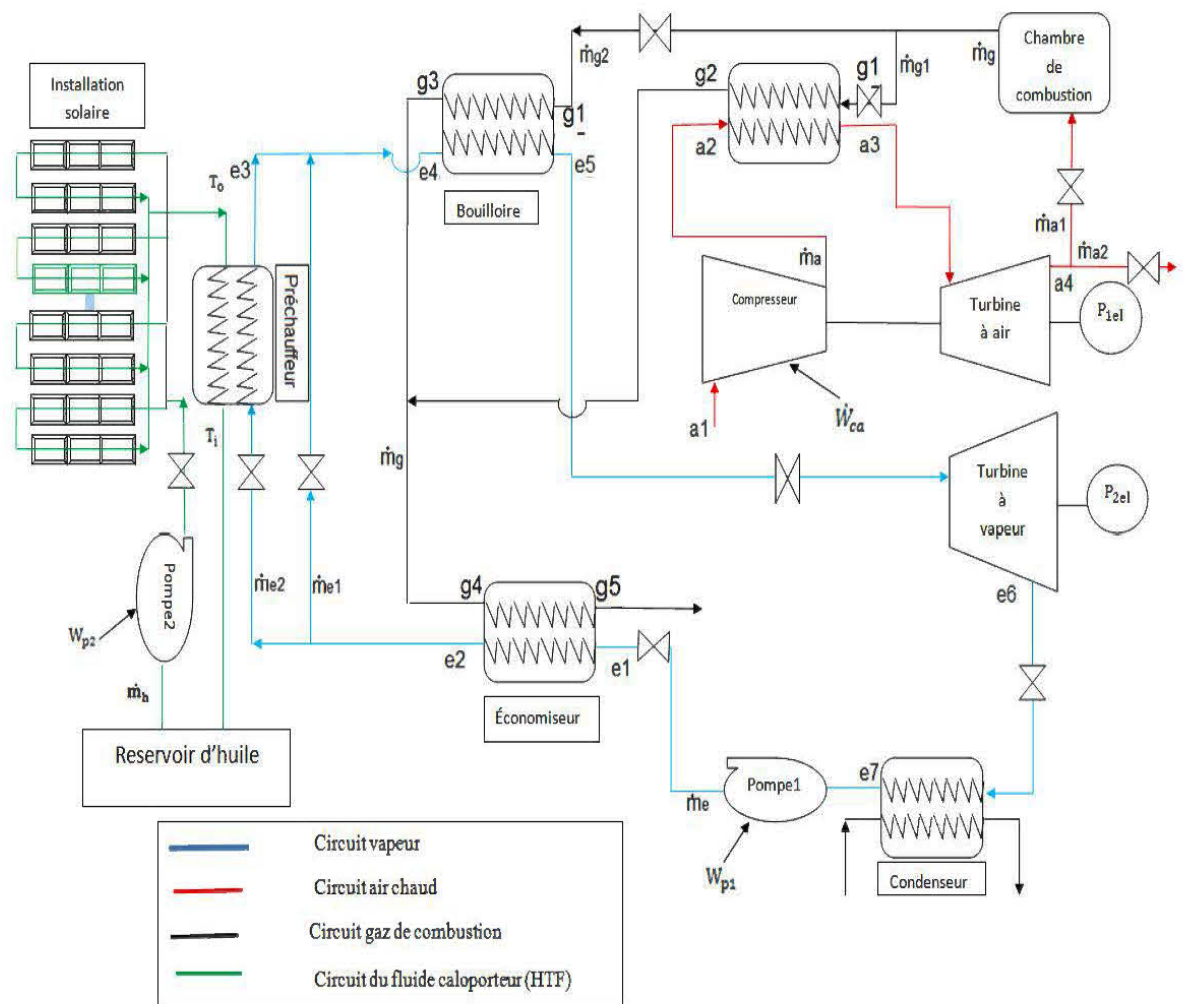 Installation
solaire
g3
ṁg2
g2
g1
ṁg1
ṁg
Chambre
de
combustion
g1
e3
e4
e5
a2
a3
T₀
Bouilloire
ṁa1
ṁa2
ṁa
a4
Compresseur
Turbine
à air
P1el
Préchauffeur
a1
Ẇca
ṁg
Turbine
à
vapeur
P2el
Pompe2
Wp2
ṁe2
ṁe1
g4
g5
e6
e2
e1
ṁh
Économiseur
Reservoir d'huile
ṁe
Pompe1
e7
Wp1
Condenseur
Circuit vapeur
Circuit air chaud
Circuit gaz de combustion
Circuit du fluide caloporteur (HTF)